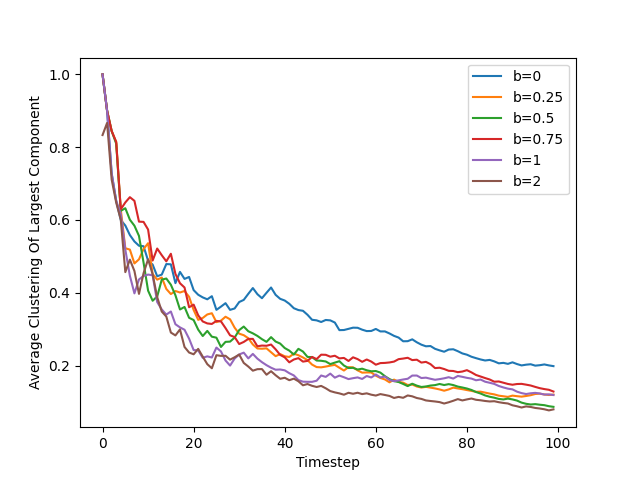 1.0
0.8
0.6
0.4
0.2
0
20
40
60
80
100
Timestep
Average Clustering Of Largest Component
b=0
b=0.25
b=0.5
b=0.75
b=1
b=2